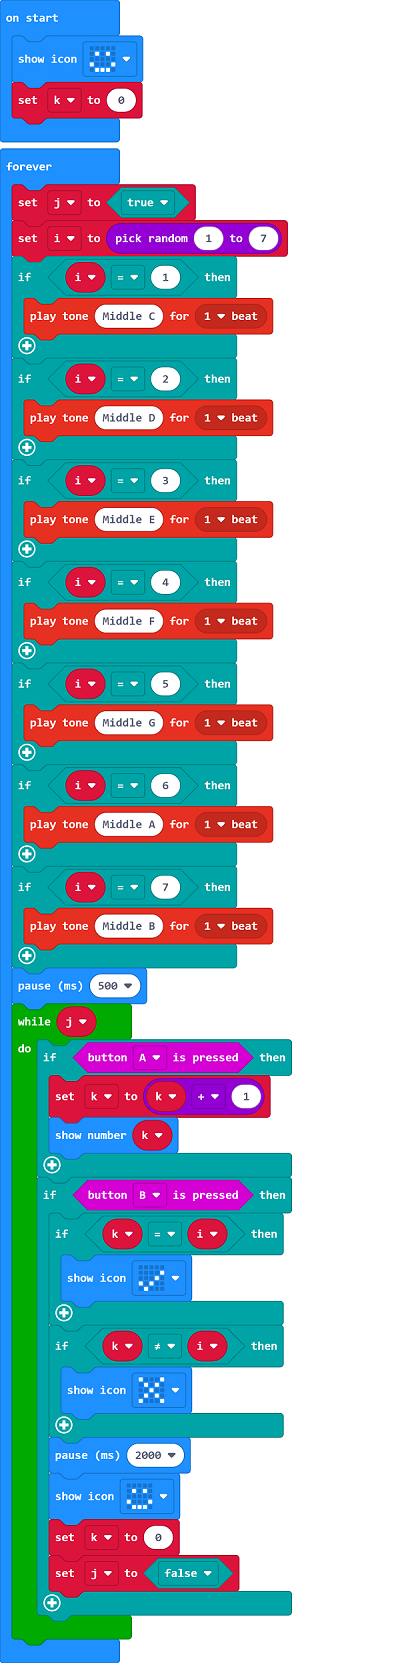 on start
show icon
set k to 0
forever
set j to true
set i to pick random 1 to 7
if i = 1 then
play tone Middle C for 1 beat
if i = 2 then
play tone Middle D for 1 beat
if i = 3 then
play tone Middle E for 1 beat
if i = 4 then
play tone Middle F for 1 beat
if i = 5 then
play tone Middle G for 1 beat
if i = 6 then
play tone Middle A for 1 beat
if i = 7 then
play tone Middle B for 1 beat
pause (ms) 500
while j
do if button A is pressed then
set k to k + 1
show number k
if button B is pressed then
if k = i then
show icon
if k ≠ i then
show icon
pause (ms) 2000
show icon
set k to 0
set j to false